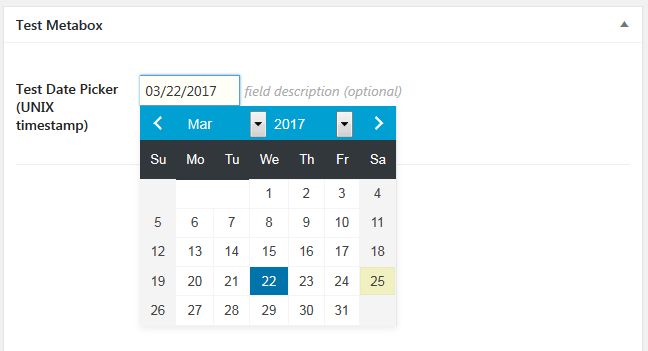 Test Metabox
Test Date Picker
(UNIX
timestamp)
03/22/2017 field description (optional)
Mar 2017
Su Mo Tu We Th Fr Sa
1 2 3 4
5 6 7 8 9 10 11
12 13 14 15 16 17 18
19 20 21 22 23 24 25
26 27 28 29 30 31